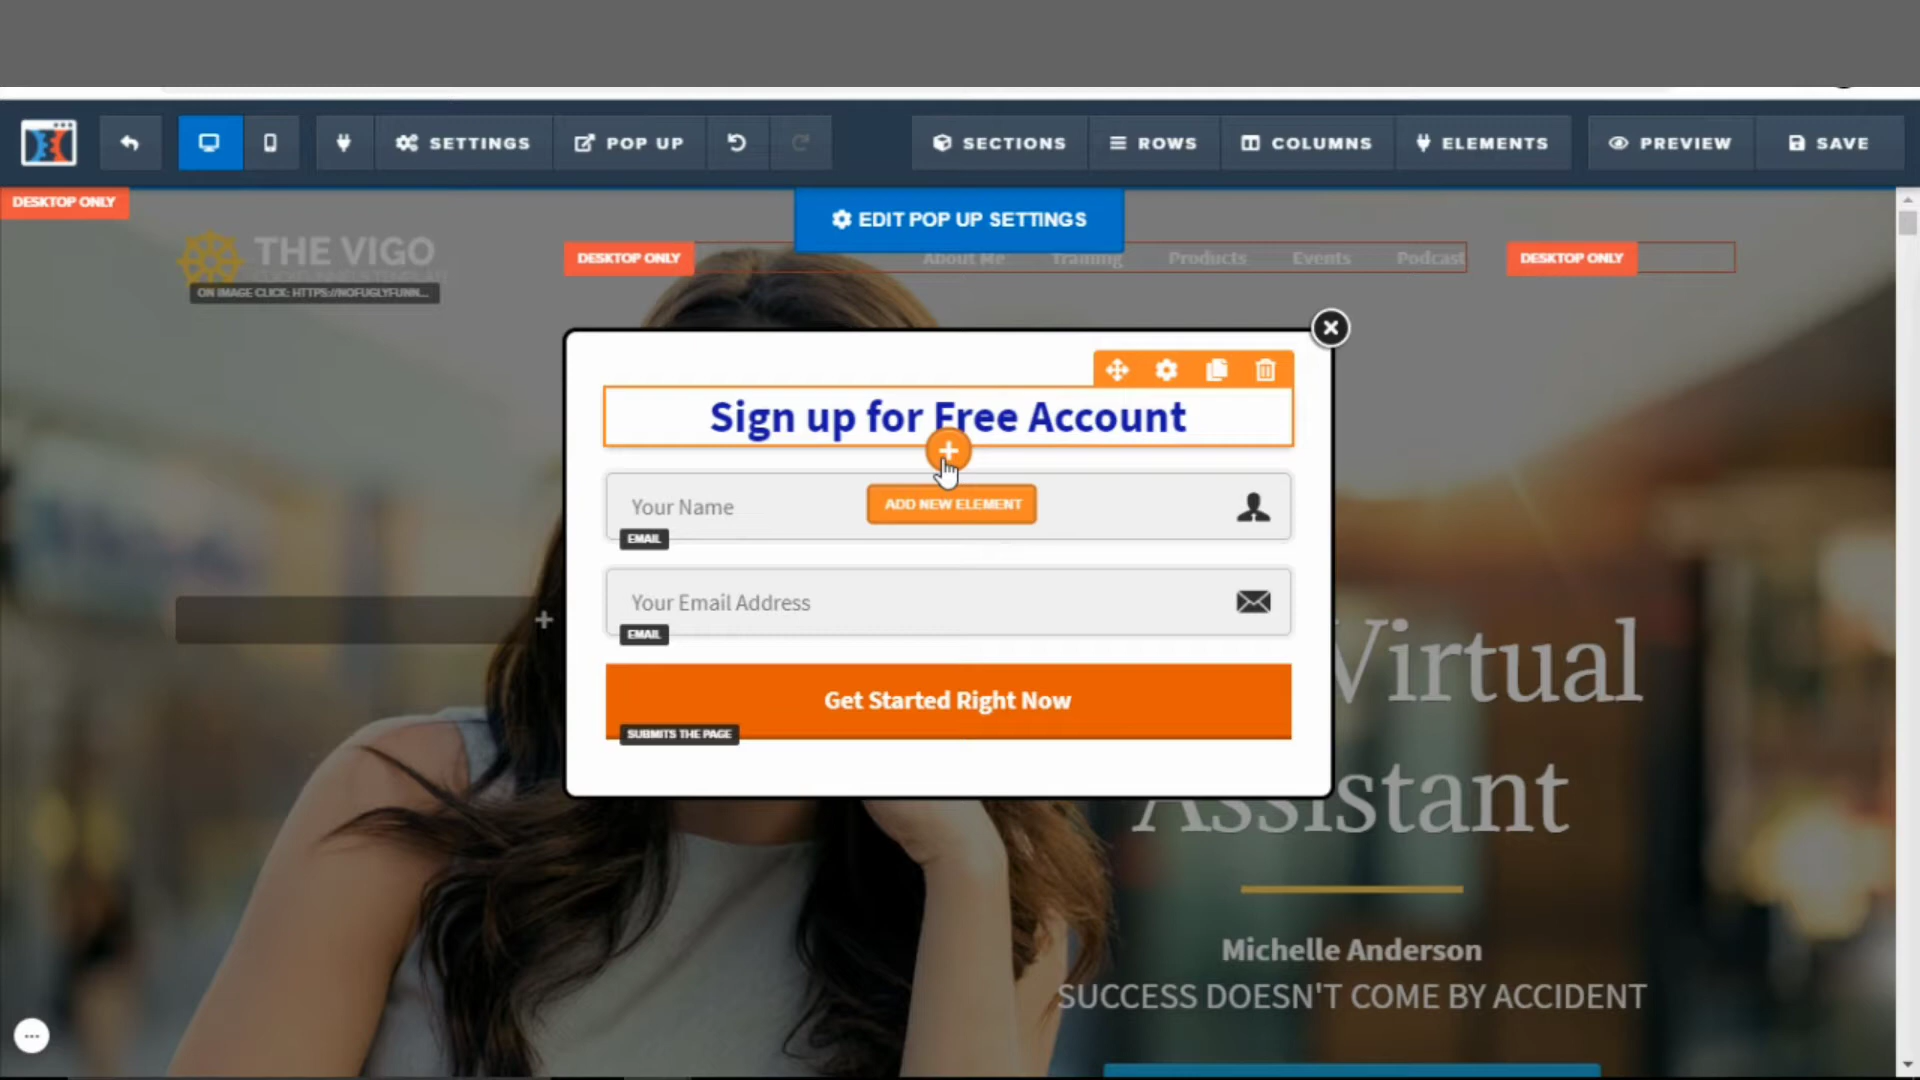 SETTINGS
POP UP
SECTIONS
ROWS
COLUMNS
ELEMENTS
PREVIEW
SAVE
DESKTOP ONLY
EDIT POP UP SETTINGS
THE VIGO
DESKTOP ONLY
About Me
Training
Products
Events
Podcast
DESKTOP ONLY
ON IMAGE CLICK: HTTPS://NOFUGLYFUNN...
Sign up for Free Account
Your Name
ADD NEW ELEMENT
EMAIL
Your Email Address
EMAIL
Get Started Right Now
SUBMITS THE PAGE
Virtual
Assistant
Michelle Anderson
SUCCESS DOESN'T COME BY ACCIDENT